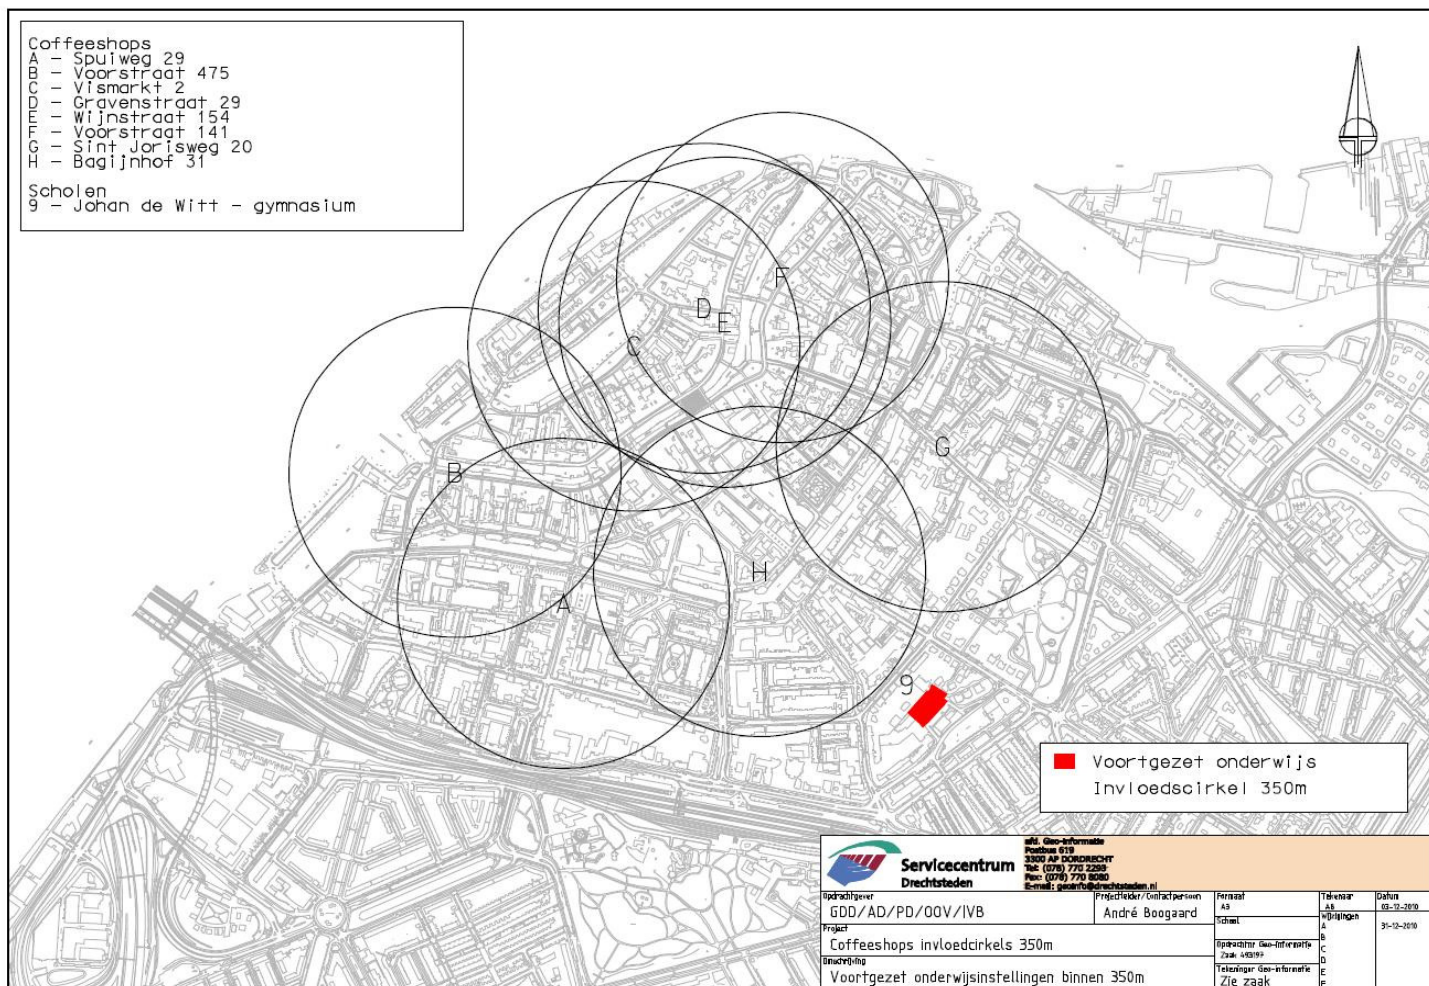 Coffeeshops
A - Spuiweg 29
B - Voorstraat 475
C - Vismarkt 2
D - Gravenstraat 29
E - Wijnstraat 154
F - Voorstraat 141
G - Sint Jorisweg 20
H - Bagijnhof 31
Scholen
9 - Johan de Witt - gymnasium
F
D
E
C
G
B
H
A
9
Voortgezet onderwijs
Invloedscirkel 350m
Servicecentrum
Drechtsteden
afd. Geo-informatie
Postbus 619
3300 AP DORDRECHT
Tel: (078) 770 2293
Fax: (078) 770 8080
E-mail: geoinfo@drechtsteden.nl
Opdrachtgever
GDD/AD/PD/OOV/IVB
Projectleider/Contactpersoon
André Boogaard
Formaat
A3
Schaal
Tekenaar
AB
Datum
03-12-2010
Wijzigingen
A 31-12-2010
B
C
D
E
F
Project
Coffeeshops invloedcirkels 350m
Opdrachtnr Geo-informatie
Zaak 493197
Omschrijving
Voortgezet onderwijsinstellingen binnen 350m
Tekeningnr Geo-informatie
Zie zaak